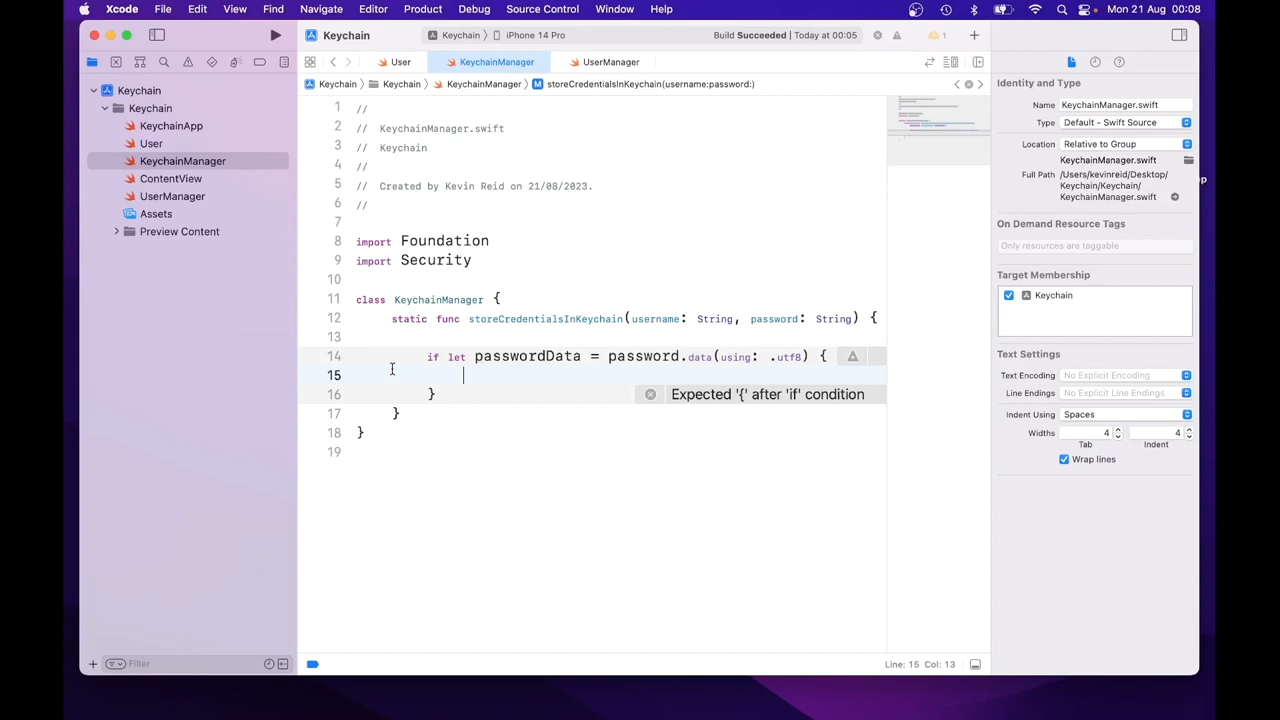 Xcode File Edit View Find Navigate Editor Product Debug Source Control Window Help Mon 21 Aug 00:08
Keychain Keychain iPhone 14 Pro Build Succeeded Today at 00:05 1
User KeychainManager UserManager
Keychain Keychain KeychainManager M storeCredentialsInKeychain(username:password:)
Keychain
Keychain
KeychainApp
User
KeychainManager
ContentView
UserManager
Assets
Preview Content
Filter
1 //
2 // KeychainManager.swift
3 // Keychain
4 //
5 // Created by Kevin Reid on 21/08/2023.
6 //
7
8 import Foundation
9 import Security
10
11 class KeychainManager {
12 static func storeCredentialsInKeychain(username: String, password: String) {
13
14 if let passwordData = password.data(using: .utf8) {
15
16 } Expected '{' after 'if' condition
17 }
18 }
19
Line: 15 Col: 13
Identity and Type
Name KeychainManager.swift
Type Default - Swift Source
Location Relative to Group
KeychainManager.swift
Full Path /Users/kevinreid/Desktop/
Keychain/Keychain/
KeychainManager.swift
On Demand Resource Tags
Only resources are taggable
Target Membership
Keychain
Text Settings
Text Encoding No Explicit Encoding
Line Endings No Explicit Line Endings
Indent Using Spaces
Widths 4 4
Tab Indent
Wrap lines